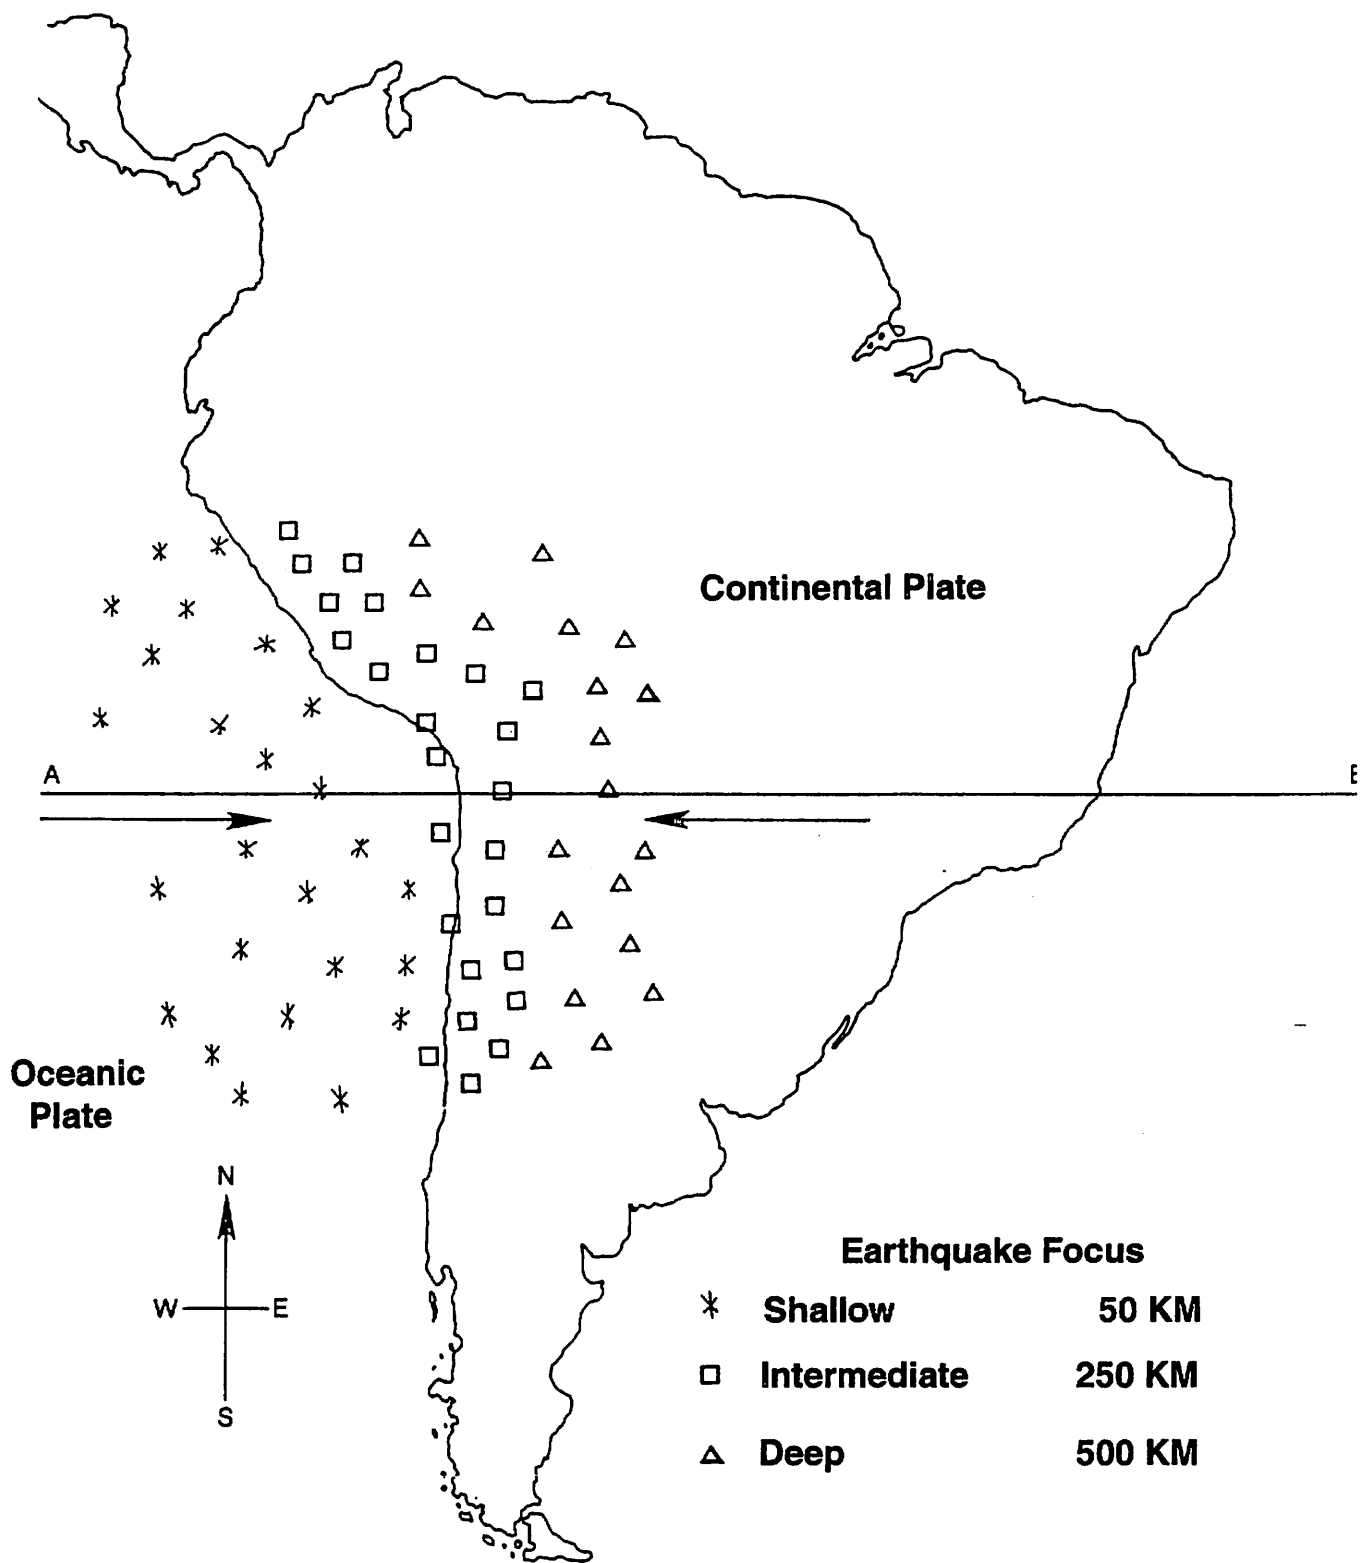 Continental Plate
A
Oceanic
Plate
N
W E
S
Earthquake Focus
Shallow 50 KM
Intermediate 250 KM
Deep 500 KM